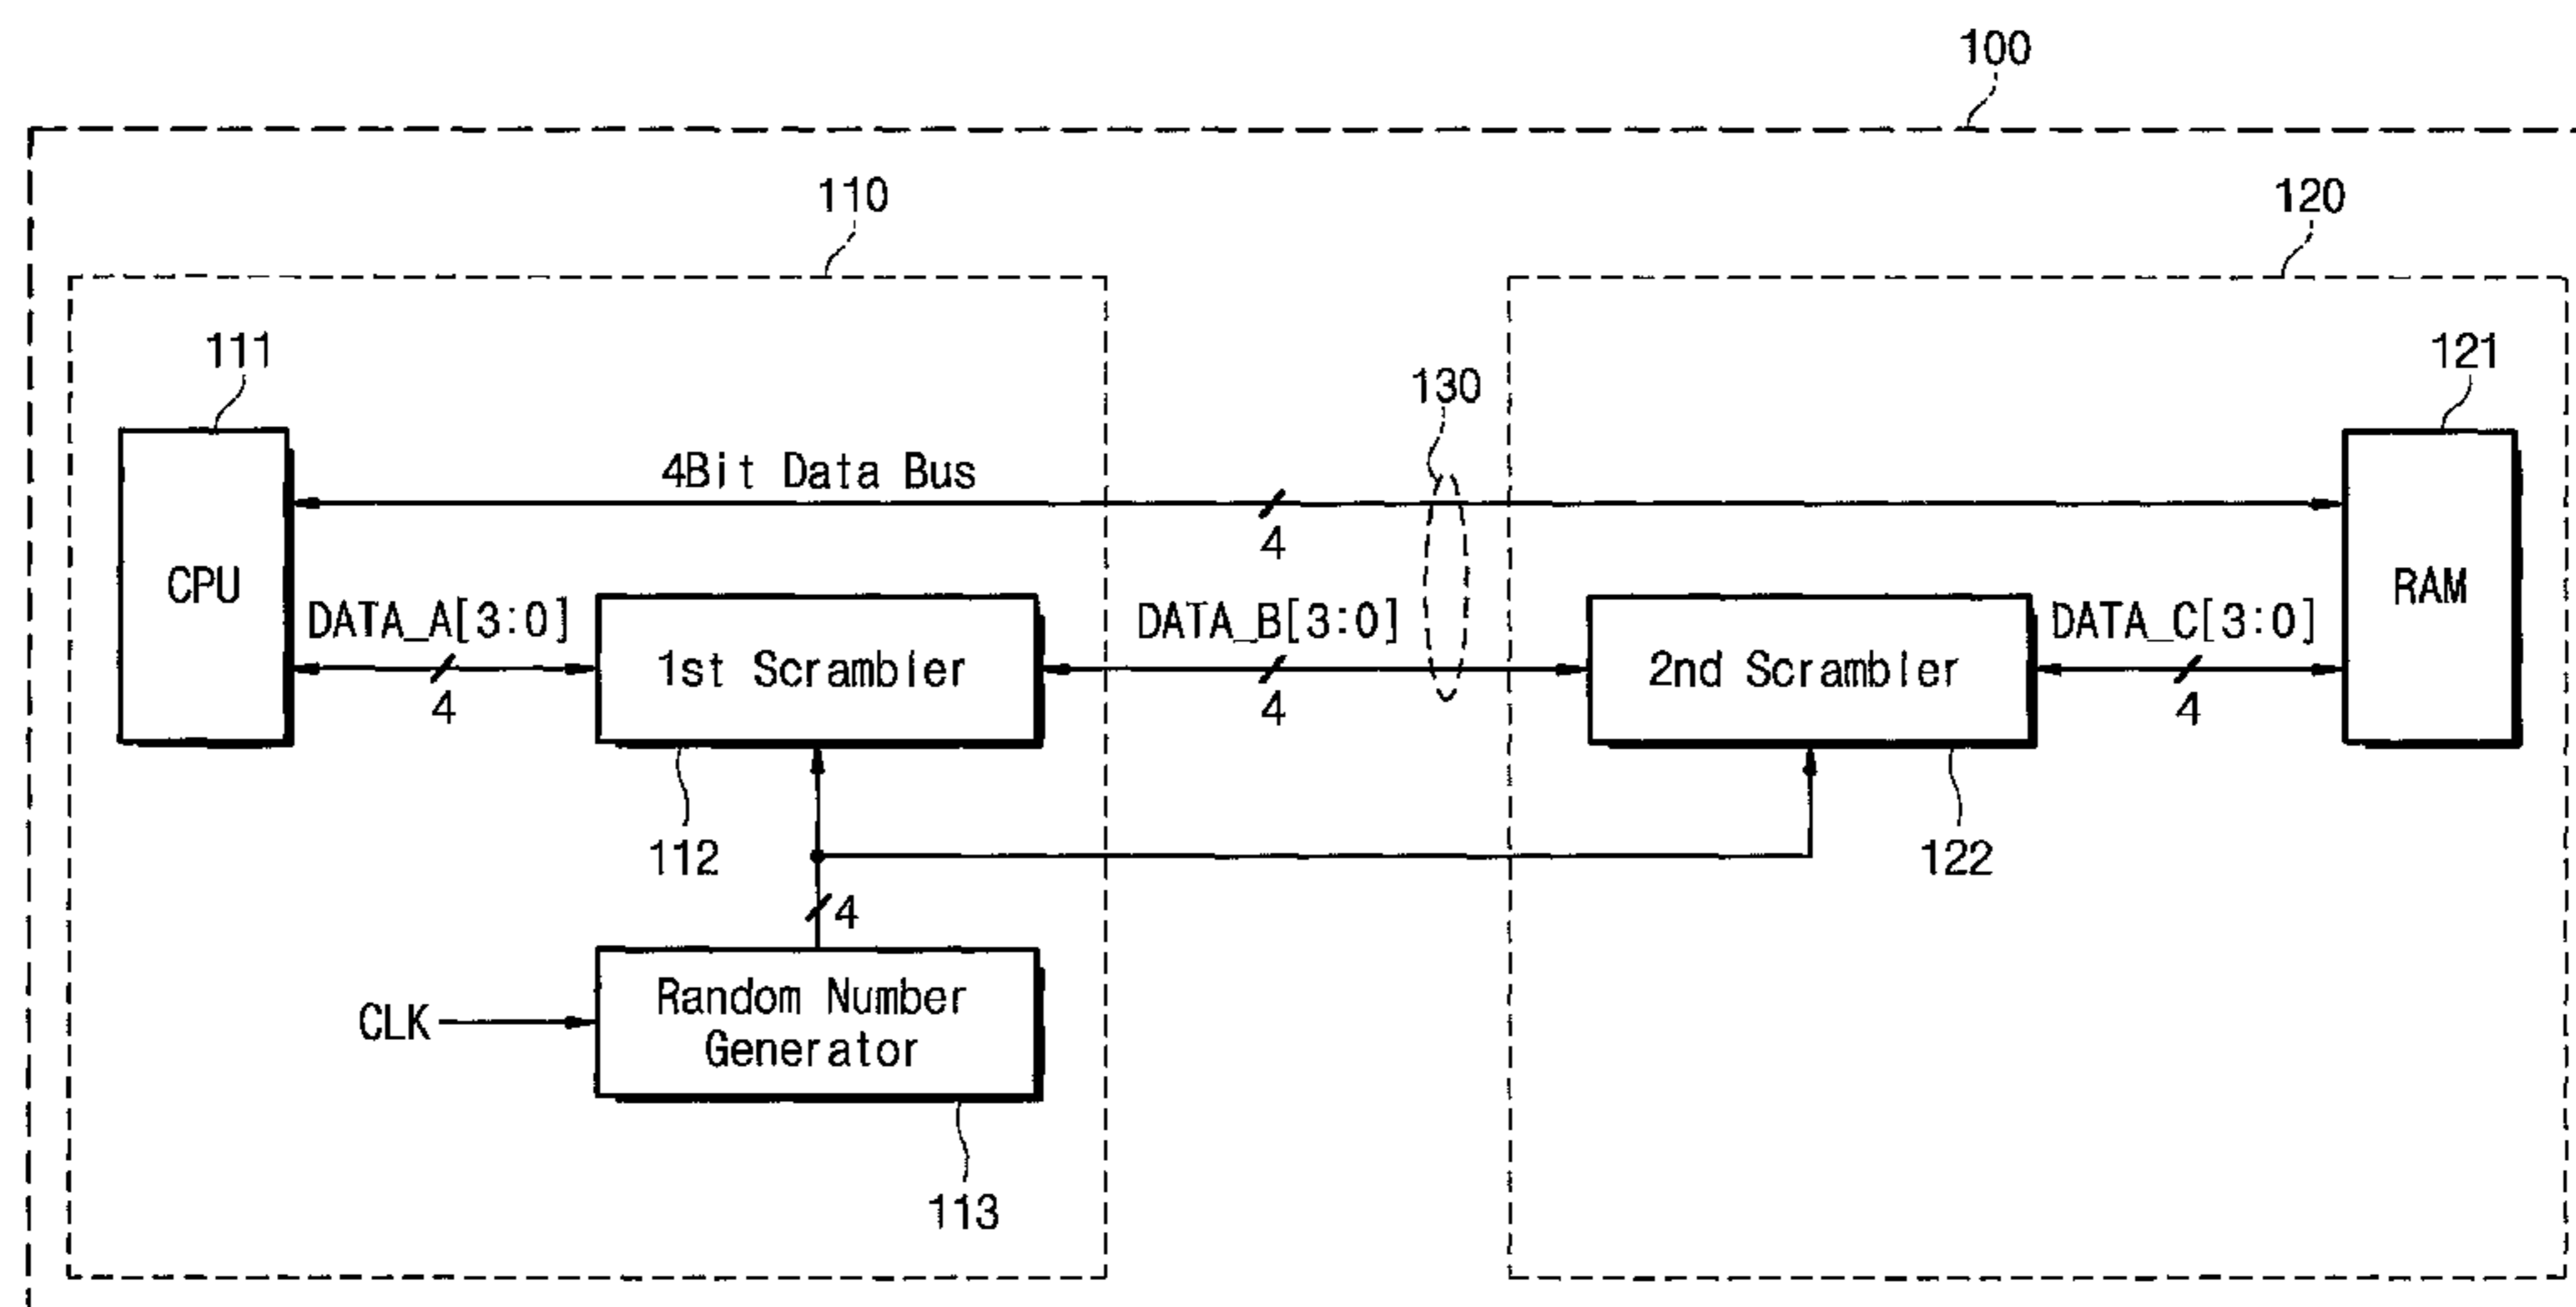 100
110
120
111
121
130
4Bit Data Bus
4
CPU
RAM
DATA_A[3:0]
4
1st Scrambler
DATA_B[3:0]
4
2nd Scrambler
DATA_C[3:0]
4
112
122
4
CLK
Random Number
Generator
113